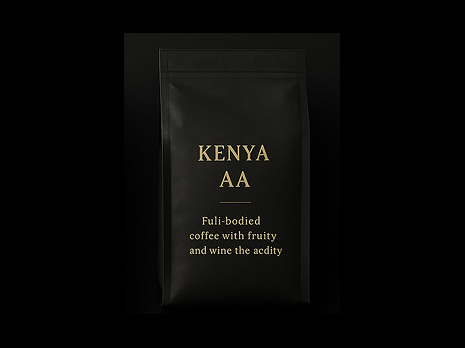 KENYA
AA
Fuli-bodied
coffee with fruity
and wine the acdity